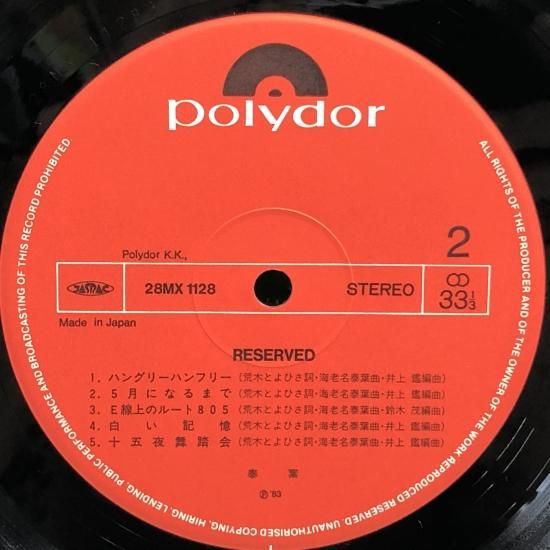 polydor
2
Polydor K.K.,
JASRAC
28MX 1128
STEREO
33 1/3
Made in Japan
RESERVED
1. ハングリーハンフリー(荒木とよひさ詞・海老名泰葉曲・井上 鑑編曲)
2. 5月になるまで(荒木とよひさ詞・海老名泰葉曲・井上 鑑編曲)
3. E線上のルート805(荒木とよひさ詞・海老名泰葉曲・鈴木 茂編曲)
4. 白い記憶(荒木とよひさ詞・海老名泰葉曲・井上 鑑編曲)
5. 十五夜舞踏会(荒木とよひさ詞・海老名泰葉曲・井上 鑑編曲)
泰葉
Ⓟ '83
ALL RIGHTS OF THE PRODUCER AND OF THE OWNER OF THE WORK REPRODUCED RESERVED. UNAUTHORISED COPYING, HIRING, LENDING, PUBLIC PERFORMANCE AND BROADCASTING OF THIS RECORD PROHIBITED